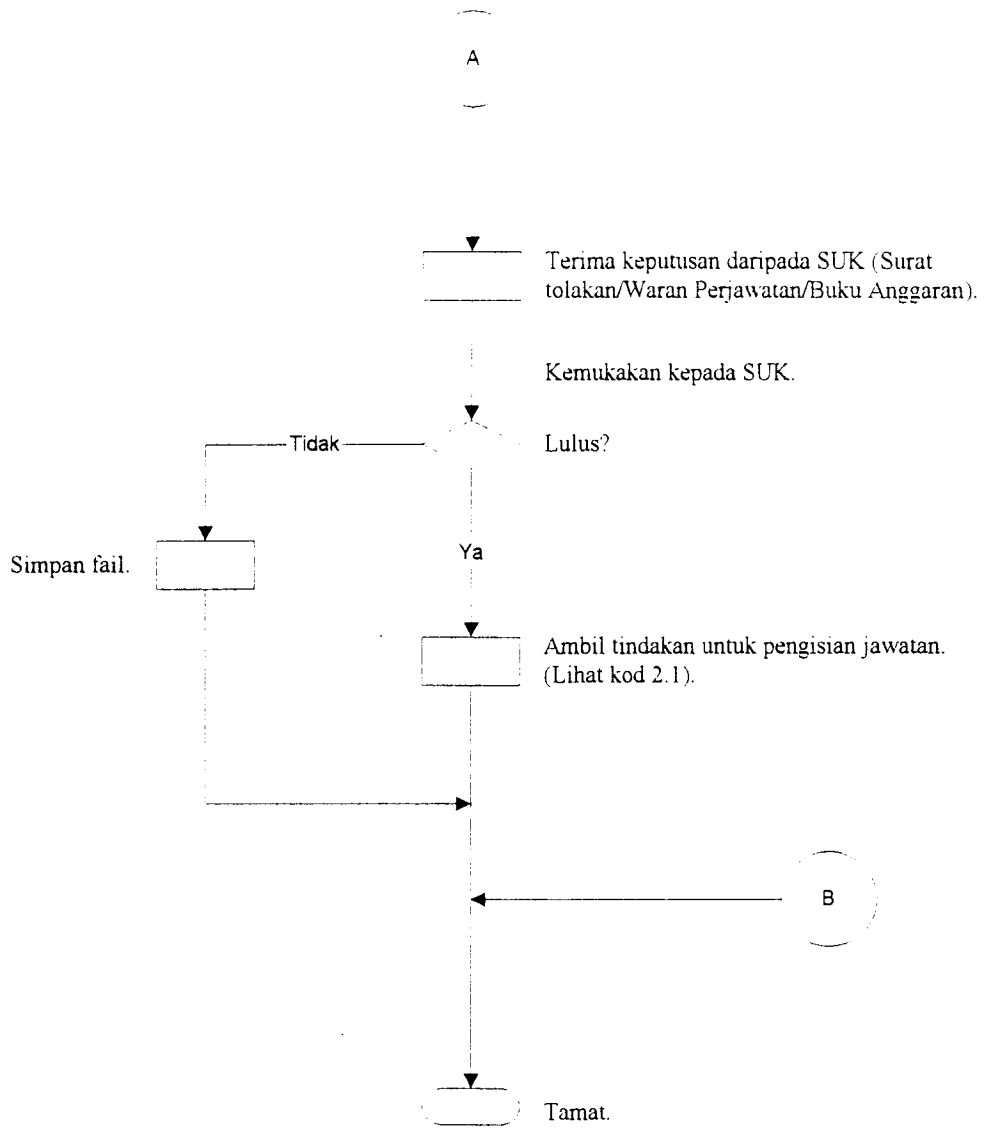 A
Terima keputusan daripada SUK (Surat
tolakan/Waran Perjawatan/Buku Anggaran).
Kemukakan kepada SUK.
Tidak
Lulus?
Simpan fail.
Ya
Ambil tindakan untuk pengisian jawatan.
(Lihat kod 2.1).
B
Tamat.